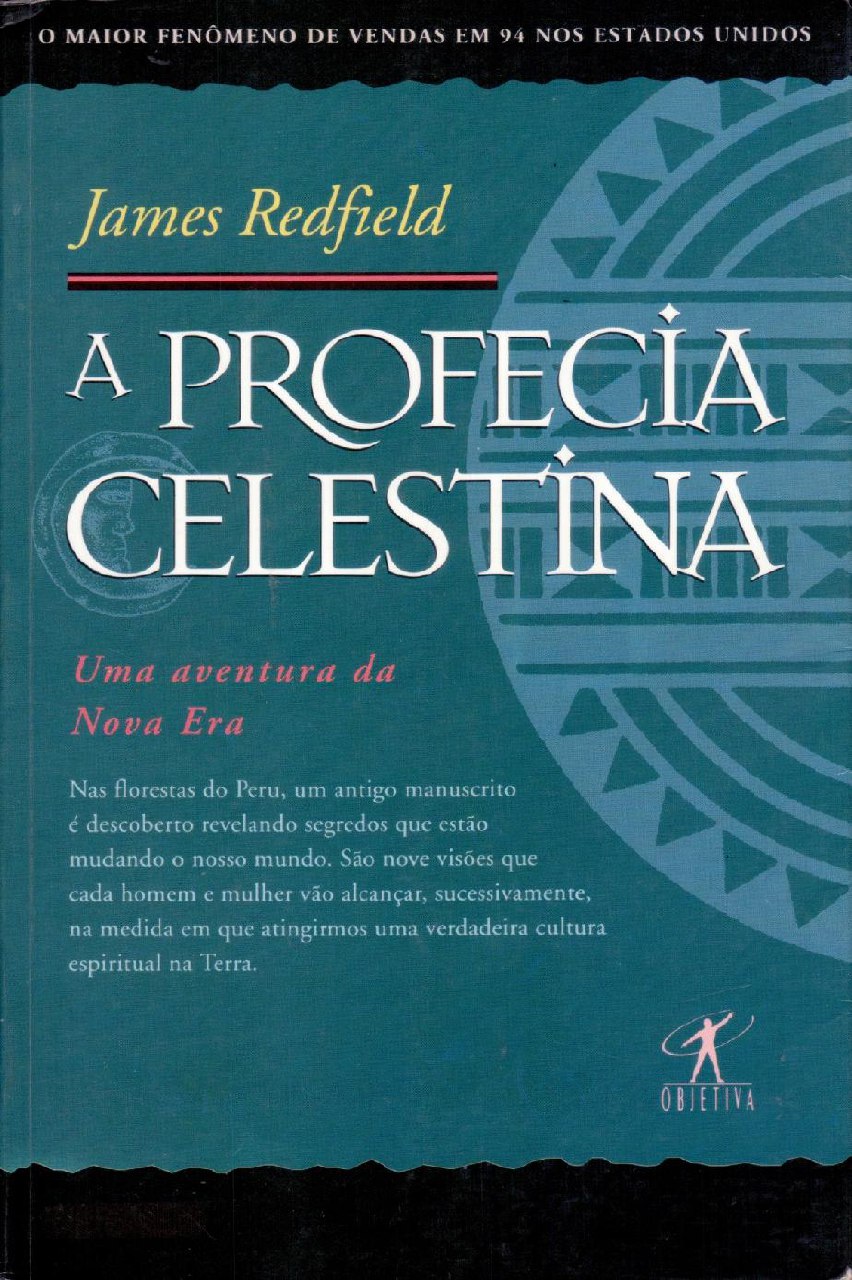 O MAIOR FENÔMENO DE VENDAS EM 94 NOS ESTADOS UNIDOS
James Redfield
A PROFECIA
CELESTINA
Uma aventura da
Nova Era
Nas florestas do Peru, um antigo manuscrito
é descoberto revelando segredos que estão
mudando o nosso mundo. São nove visões que
cada homem e mulher vão alcançar, sucessivamente,
na medida em que atingirmos uma verdadeira cultura
espiritual na Terra.
OBJETIVA